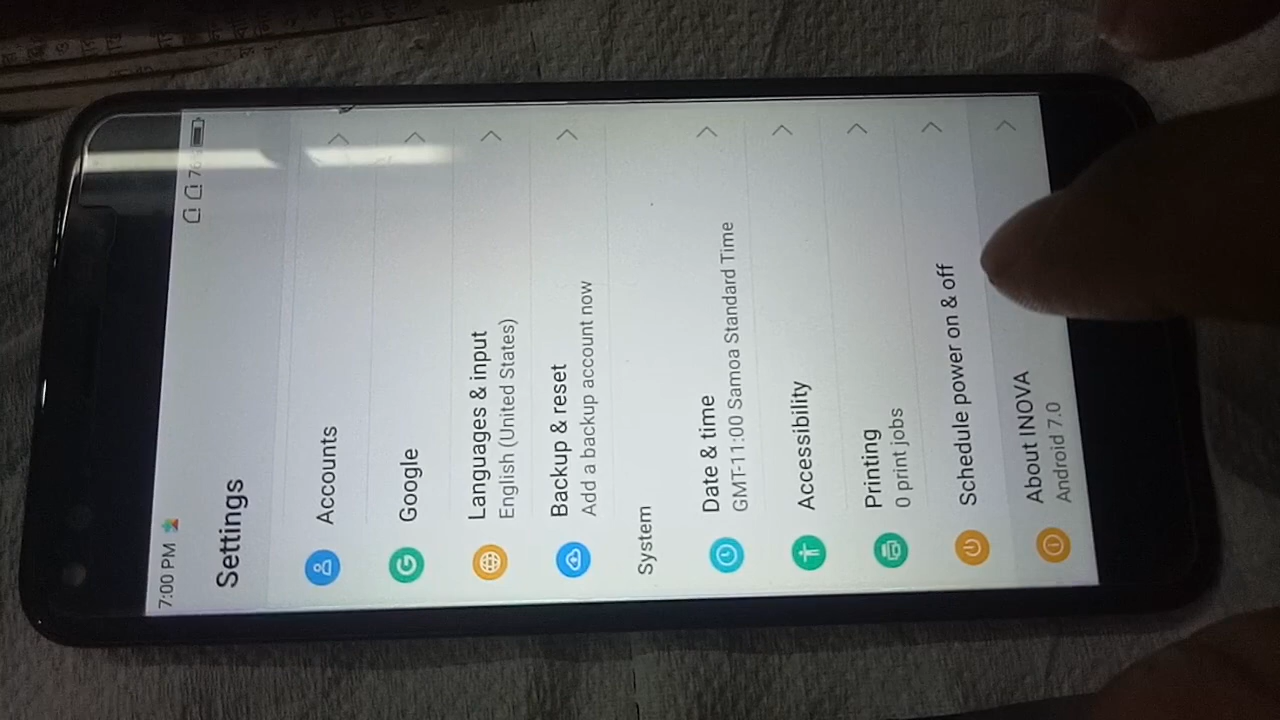 7:00 PM
Settings
Accounts
Google
Languages & input
English (United States)
Backup & reset
Add a backup account now
System
Date & time
GMT-11:00 Samoa Standard Time
Accessibility
Printing
0 print jobs
Schedule power on & off
About INOVA
Android 7.0